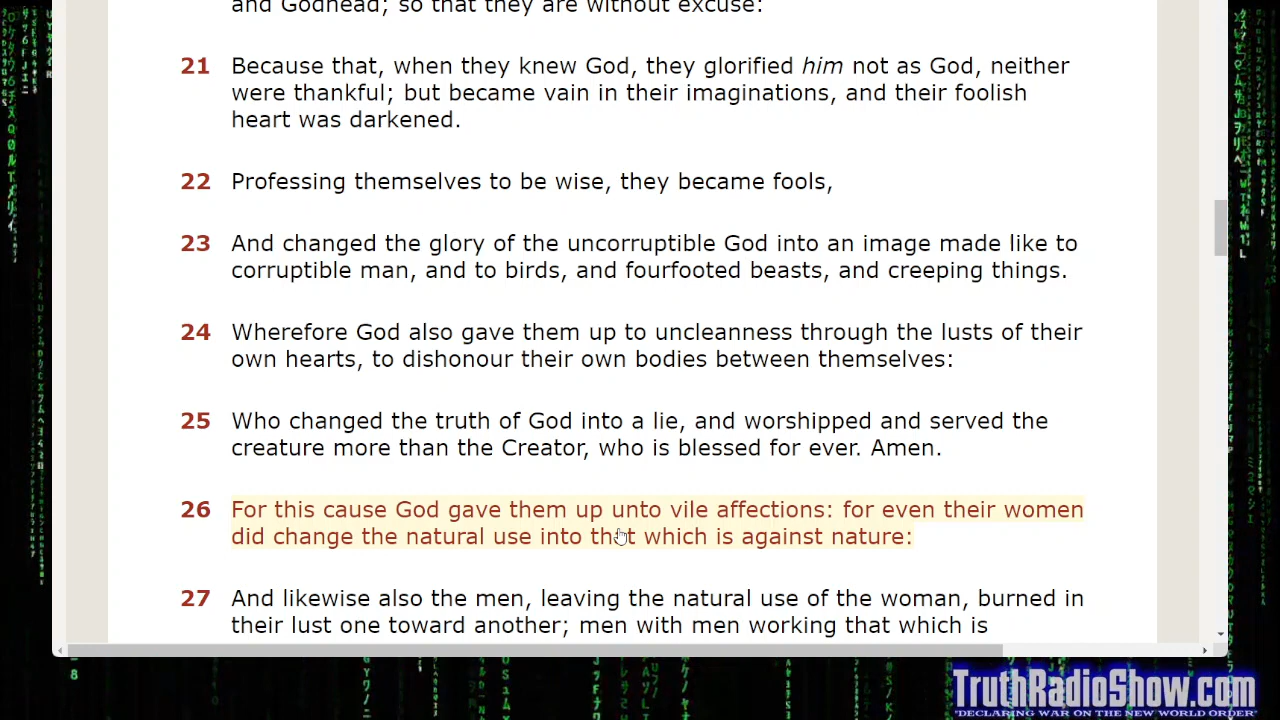 and Godhead; so that they are without excuse:
21 Because that, when they knew God, they glorified him not as God, neither
were thankful; but became vain in their imaginations, and their foolish
heart was darkened.
22 Professing themselves to be wise, they became fools,
23 And changed the glory of the uncorruptible God into an image made like to
corruptible man, and to birds, and fourfooted beasts, and creeping things.
24 Wherefore God also gave them up to uncleanness through the lusts of their
own hearts, to dishonour their own bodies between themselves:
25 Who changed the truth of God into a lie, and worshipped and served the
creature more than the Creator, who is blessed for ever. Amen.
26 For this cause God gave them up unto vile affections: for even their women
did change the natural use into that which is against nature:
27 And likewise also the men, leaving the natural use of the woman, burned in
their lust one toward another; men with men working that which is
TruthRadioShow.com
"DECLARING WAR ON THE NEW WORLD ORDER"